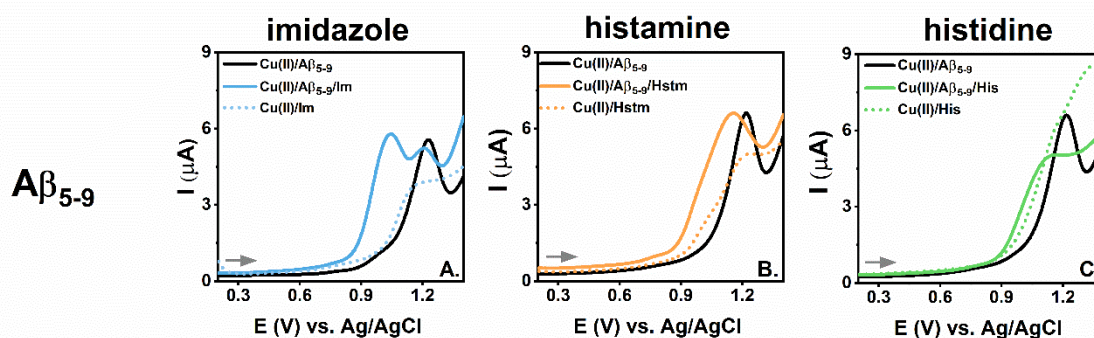 imidazole
histamine
histidine
Aβ₅₋₉
9
6
3
0
I (μA)
Cu(II)/Aβ₅₋₉
Cu(II)/Aβ₅₋₉/Im
Cu(II)/Im
A.
0.3 0.6 0.9 1.2
E (V) vs. Ag/AgCl
9
6
3
0
I (μA)
Cu(II)/Aβ₅₋₉
Cu(II)/Aβ₅₋₉/Hstm
Cu(II)/Hstm
B.
0.3 0.6 0.9 1.2
E (V) vs. Ag/AgCl
9
6
3
0
I (μA)
Cu(II)/Aβ₅₋₉
Cu(II)/Aβ₅₋₉/His
Cu(II)/His
C
0.3 0.6 0.9 1.2
E (V) vs. Ag/AgCl